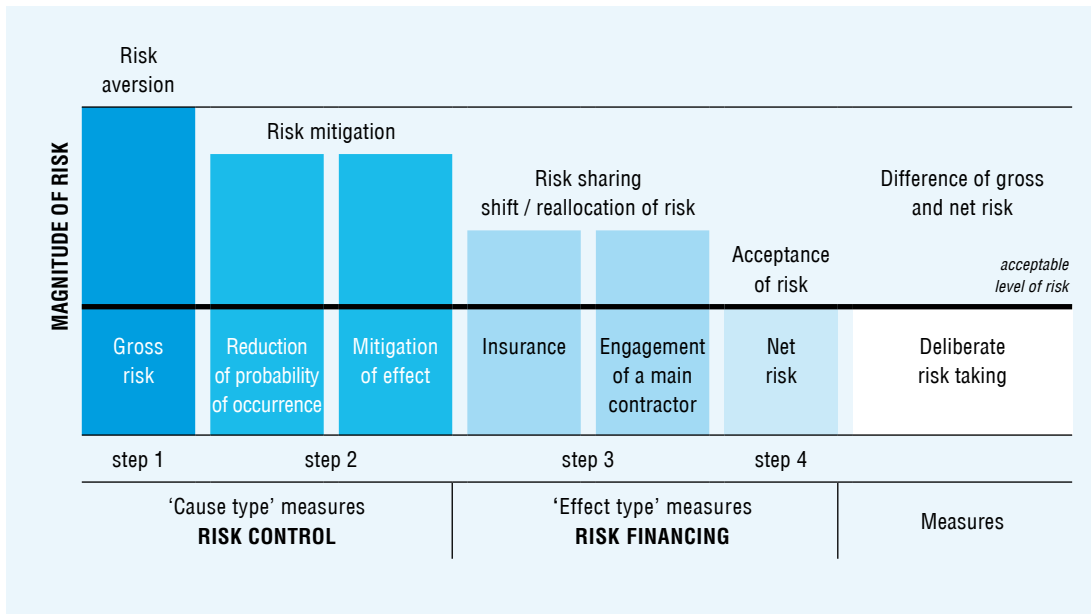 Risk
aversion
MAGNITUDE OF RISK
Risk mitigation
Risk sharing
shift / reallocation of risk
Difference of gross
and net risk
Acceptance
of risk
acceptable
level of risk
Gross
risk
Reduction
of probability
of occurrence
Mitigation
of effect
Insurance
Engagement
of a main
contractor
Net
risk
Deliberate
risk taking
step 1
step 2
step 3
step 4
‘Cause type’ measures
RISK CONTROL
‘Effect type’ measures
RISK FINANCING
Measures